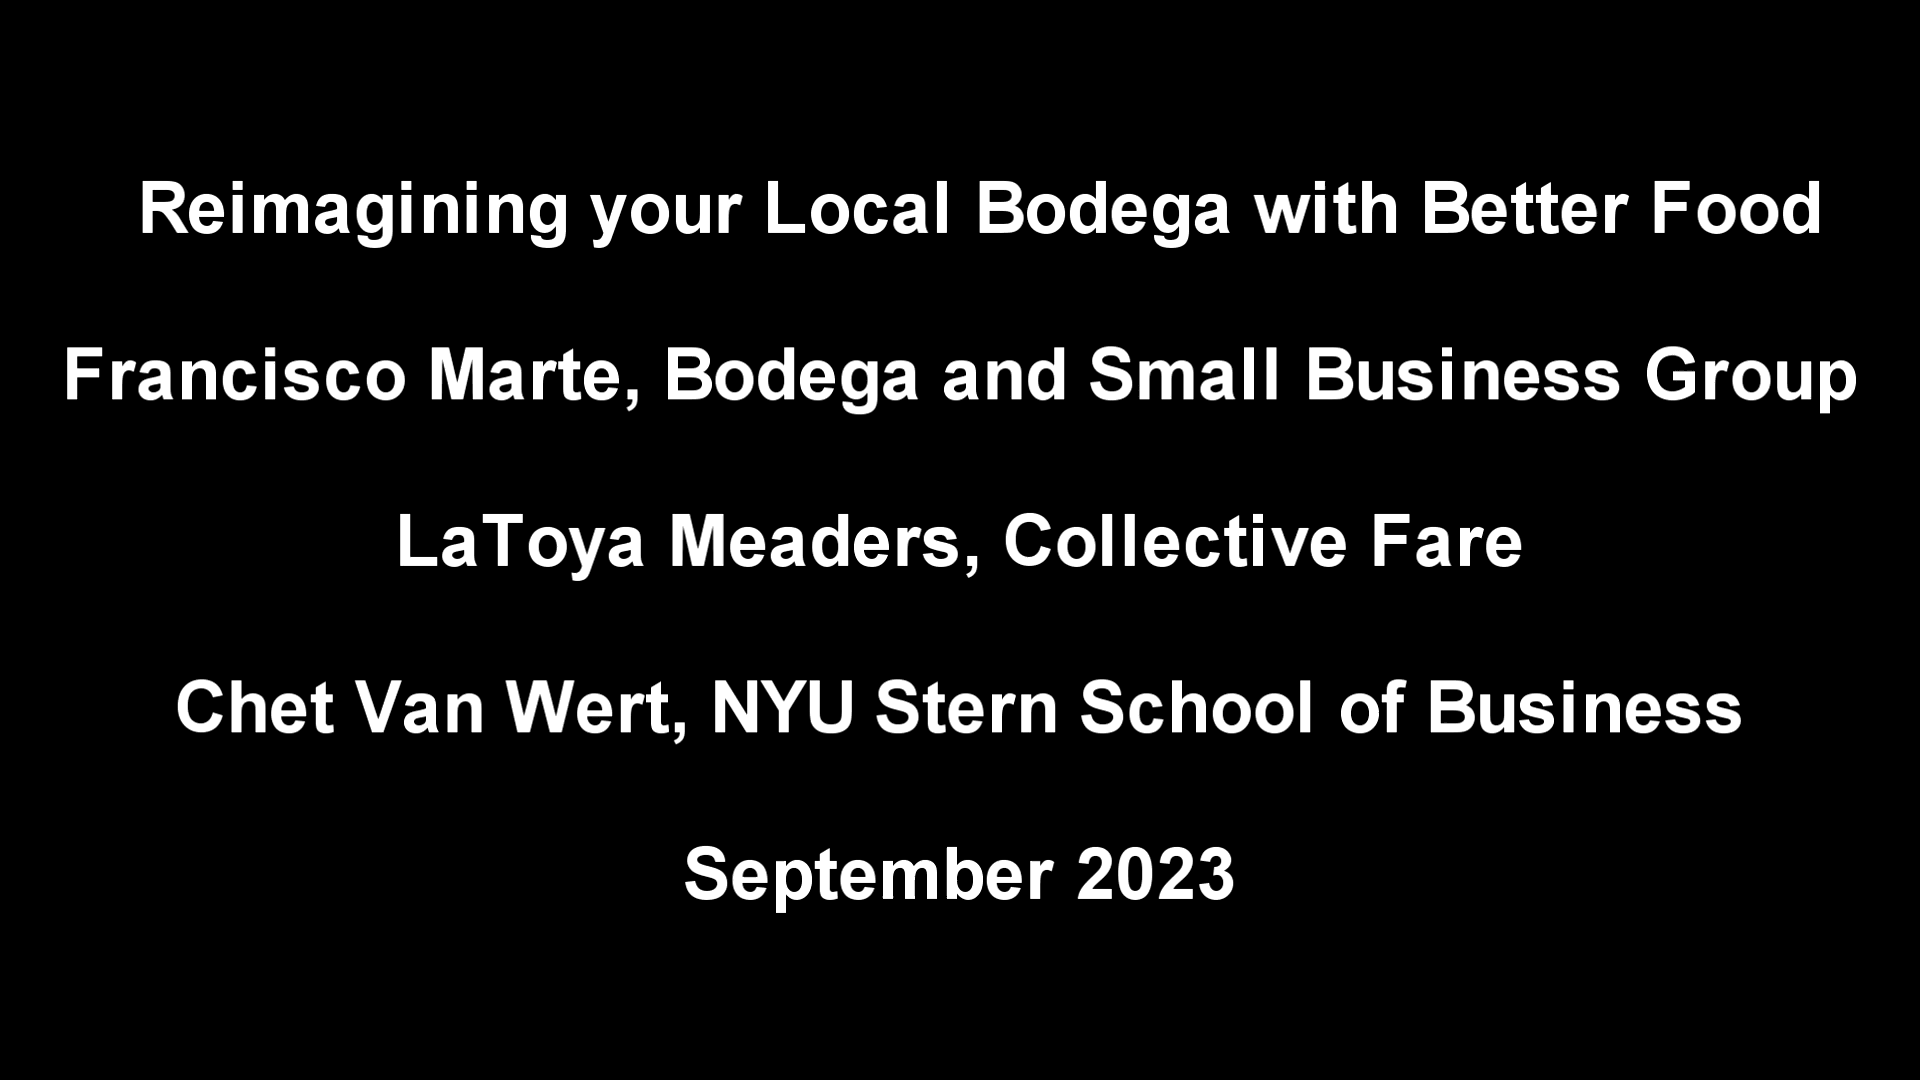 Reimagining your Local Bodega with Better Food
Francisco Marte, Bodega and Small Business Group
LaToya Meaders, Collective Fare
Chet Van Wert, NYU Stern School of Business
September 2023